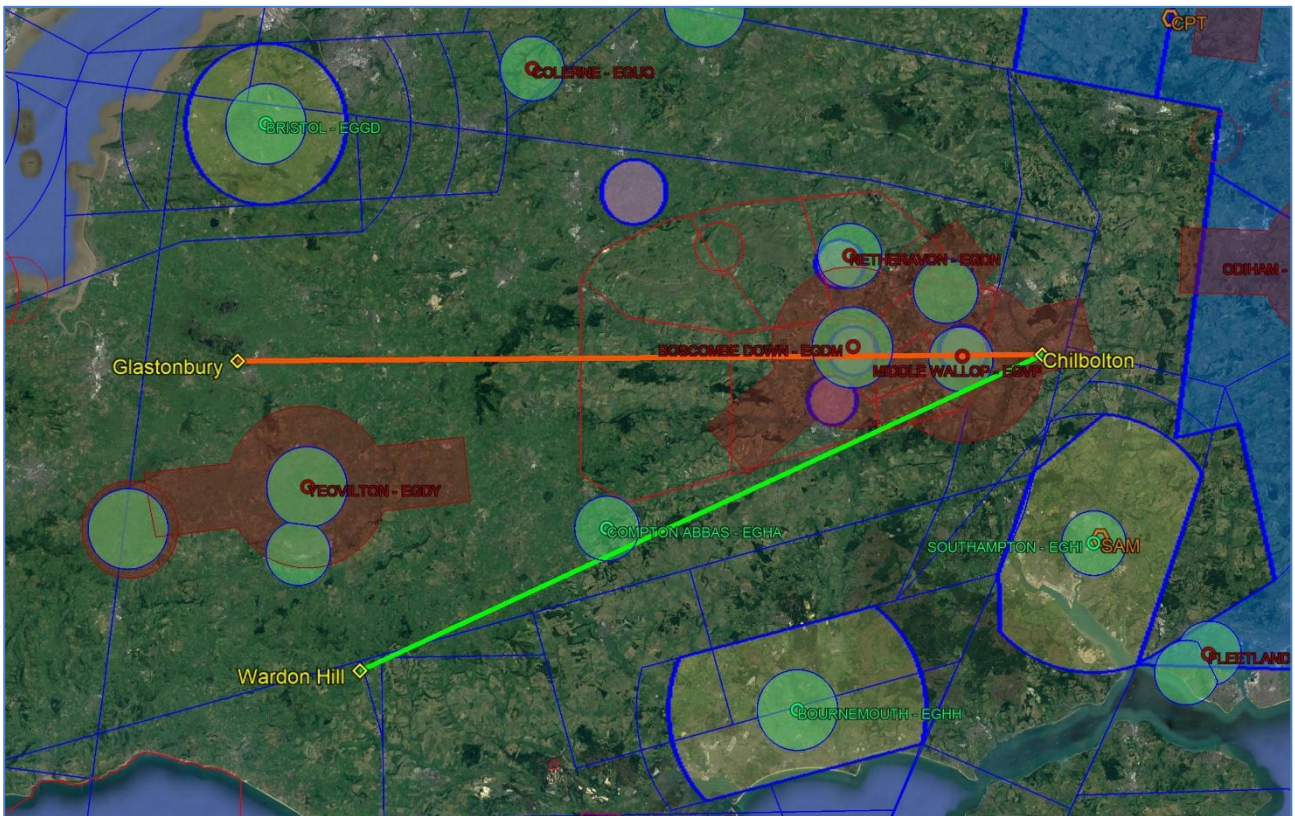 CPT
COLERNE - EGUO
BRISTOL - EGGD
NETHERAVON - EGDN
ODIHAM -
BOSCOMBE DOWN - EGDM
Glastonbury
MIDDLE WALLOP - EGVP
Chilbolton
YEOVILTON - EGDY
COMPTON ABBAS - EGHA
SOUTHAMPTON - EGHI
SAM
FLEETLAND
Wardon Hill
BOURNEMOUTH - EGHH